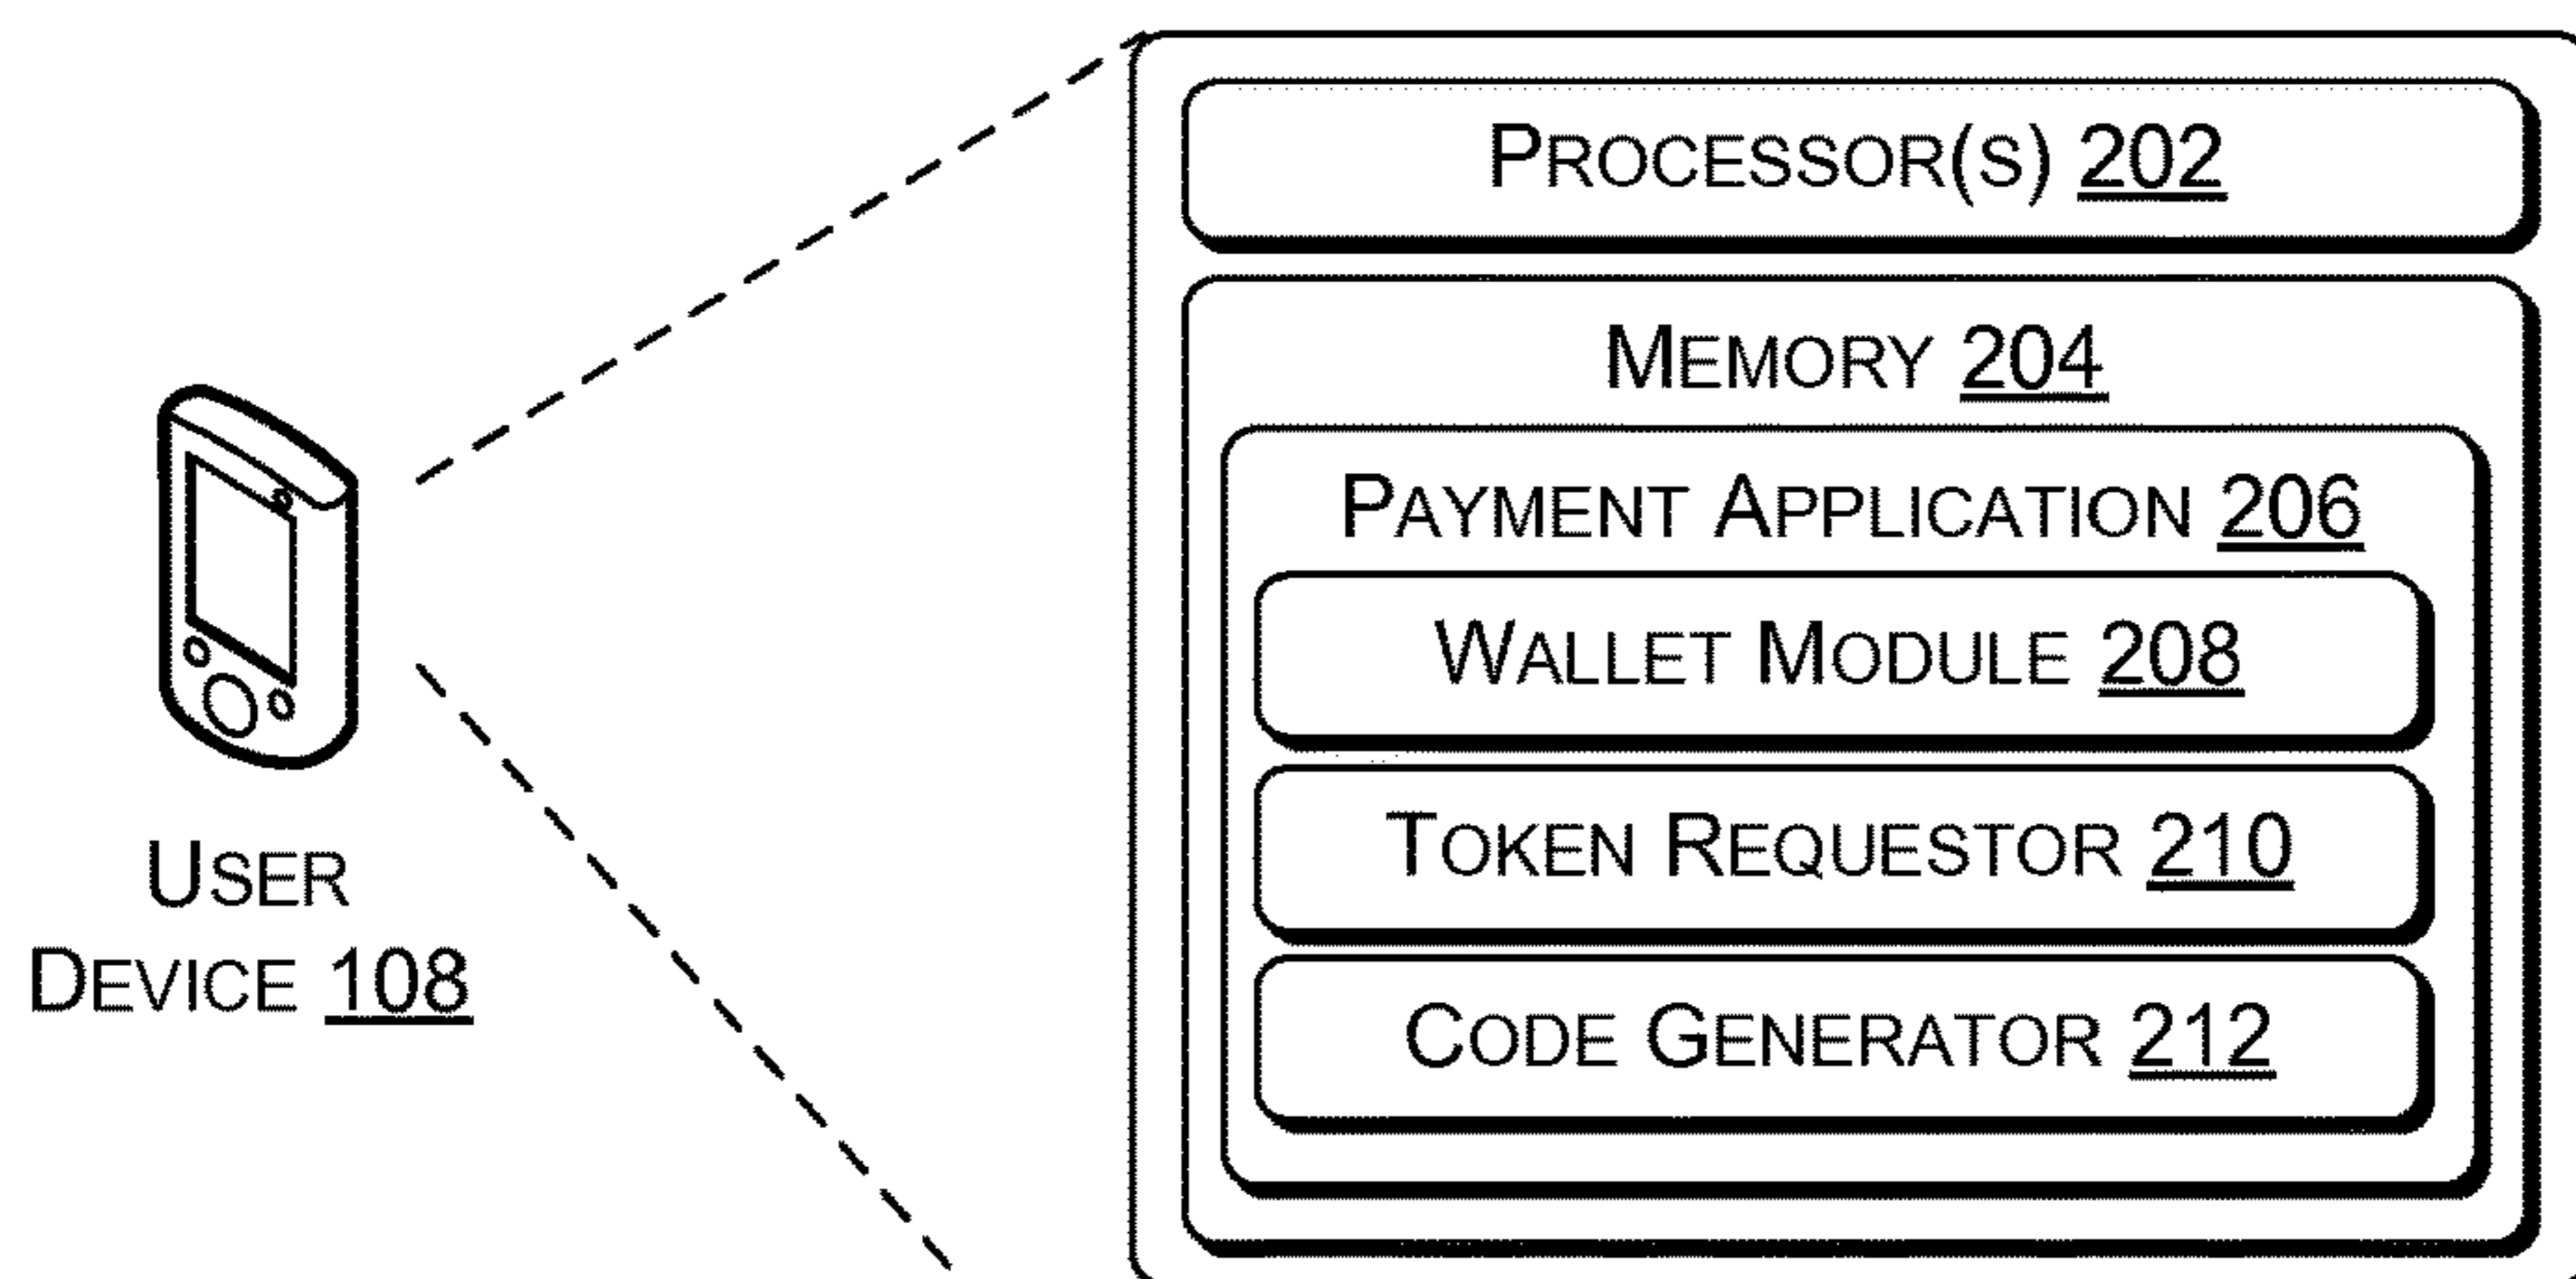 PROCESSOR(S) 202
MEMORY 204
PAYMENT APPLICATION 206
WALLET MODULE 208
TOKEN REQUESTOR 210
CODE GENERATOR 212
USER
DEVICE 108